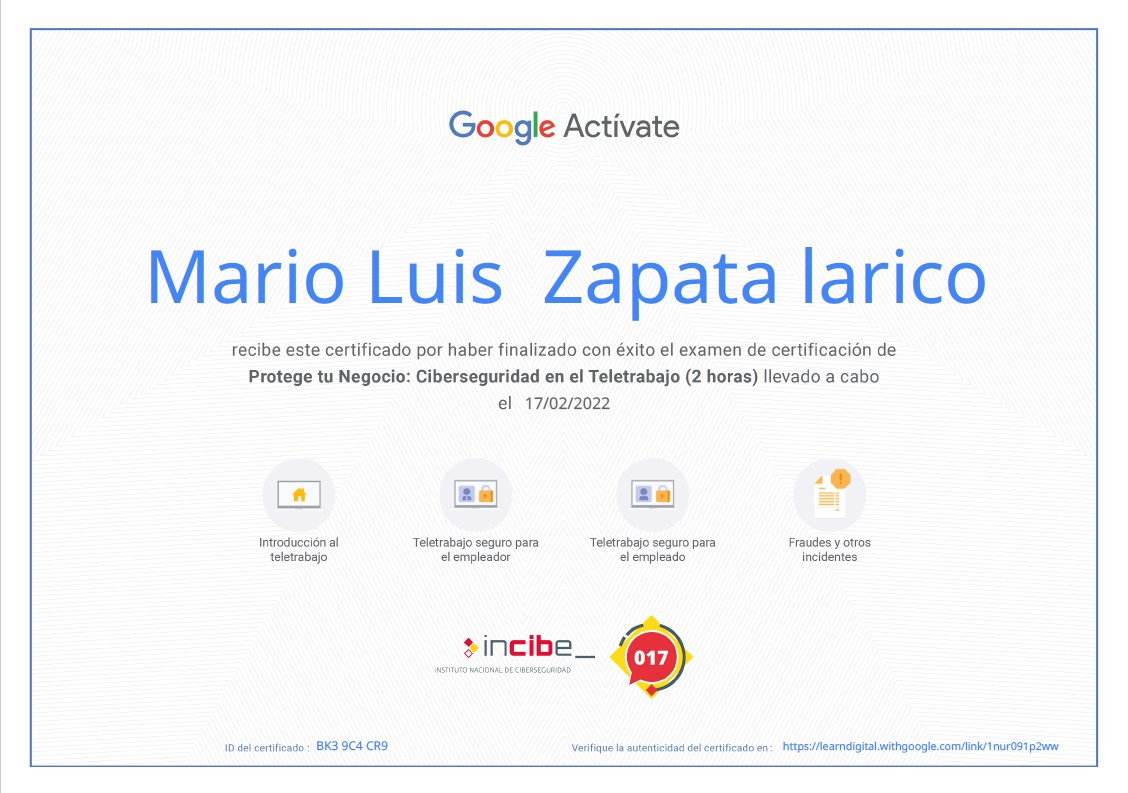 Google Actívate
Mario Luis  Zapata larico
recibe este certificado por haber finalizado con éxito el examen de certificación de
Protege tu Negocio: Ciberseguridad en el Teletrabajo (2 horas) llevado a cabo
el 17/02/2022
Introducción al
teletrabajo
Teletrabajo seguro para
el empleador
Teletrabajo seguro para
el empleado
Fraudes y otros
incidentes
incibe_
INSTITUTO NACIONAL DE CIBERSEGURIDAD
017
ID del certificado : BK3 9C4 CR9
Verifique la autenticidad del certificado en : https://learndigital.withgoogle.com/link/1nur091p2ww